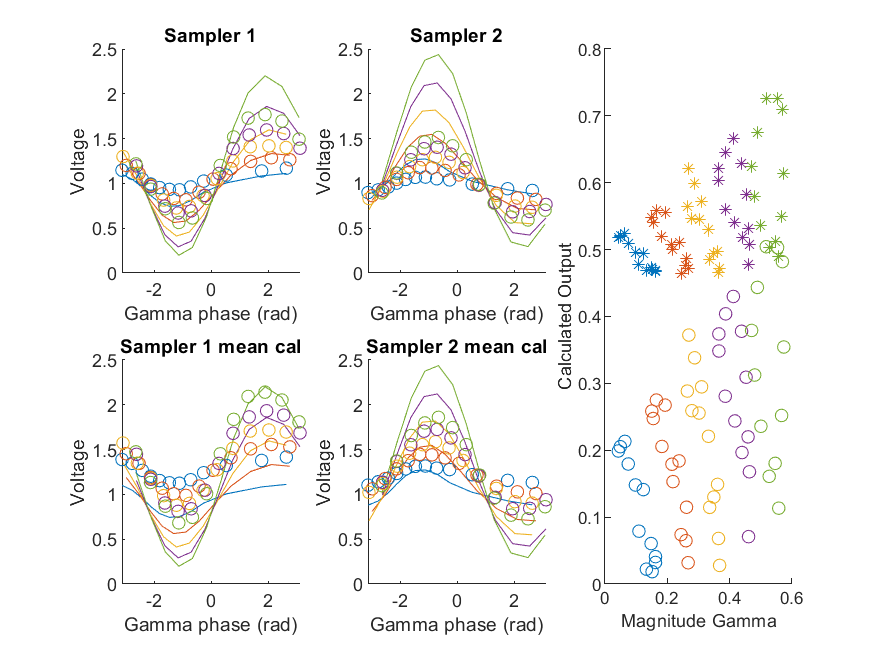 Sampler 1
2.5
2
1.5
1
0.5
0
Voltage
-2 0 2
Gamma phase (rad)
Sampler 2
2.5
2
1.5
1
0.5
0
Voltage
-2 0 2
Gamma phase (rad)
Sampler 1 mean cal
2.5
2
1.5
1
0.5
0
Voltage
-2 0 2
Gamma phase (rad)
Sampler 2 mean cal
2.5
2
1.5
1
0.5
0
Voltage
-2 0 2
Gamma phase (rad)
0.8
0.7
0.6
0.5
0.4
0.3
0.2
0.1
0
Calculated Output
0 0.2 0.4 0.6
Magnitude Gamma